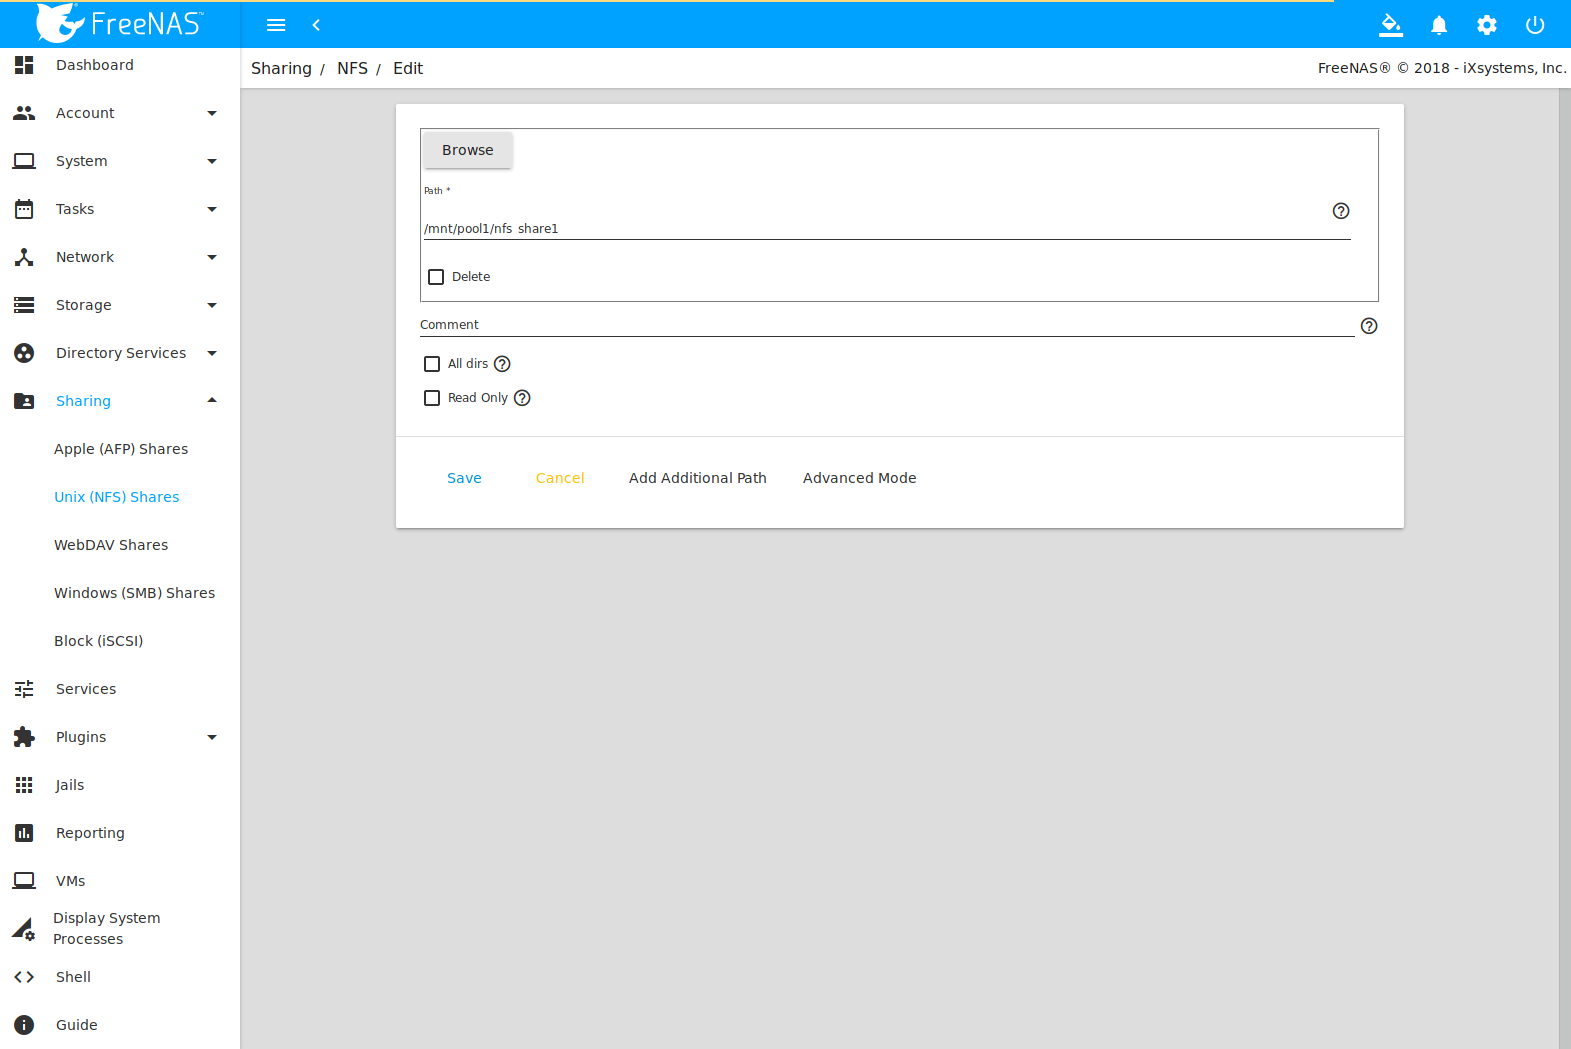 FreeNAS™
Sharing / NFS / Edit
FreeNAS® © 2018 - iXsystems, Inc.
Dashboard
Account
System
Tasks
Network
Storage
Directory Services
Sharing
Apple (AFP) Shares
Unix (NFS) Shares
WebDAV Shares
Windows (SMB) Shares
Block (iSCSI)
Services
Plugins
Jails
Reporting
VMs
Display System
Processes
Shell
Guide
Browse
Path *
/mnt/pool1/nfs_share1
Delete
Comment
All dirs
Read Only
Save Cancel Add Additional Path Advanced Mode